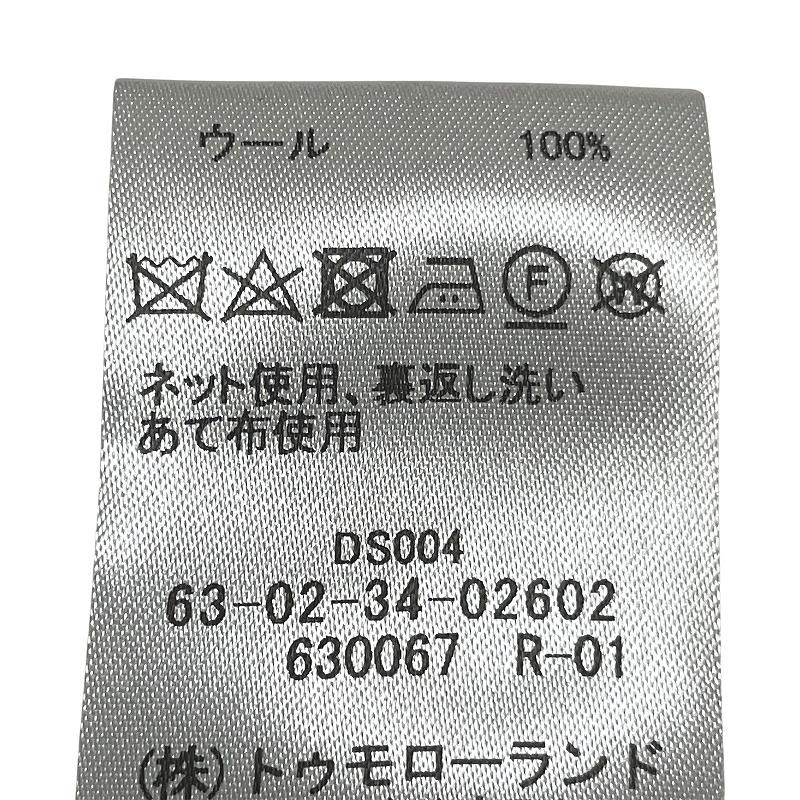 ウール 100%
F W
ネット使用、裏返し洗い
あて布使用
DS004
63-02-34-02602
630067 R-01
(株)トゥモローランド